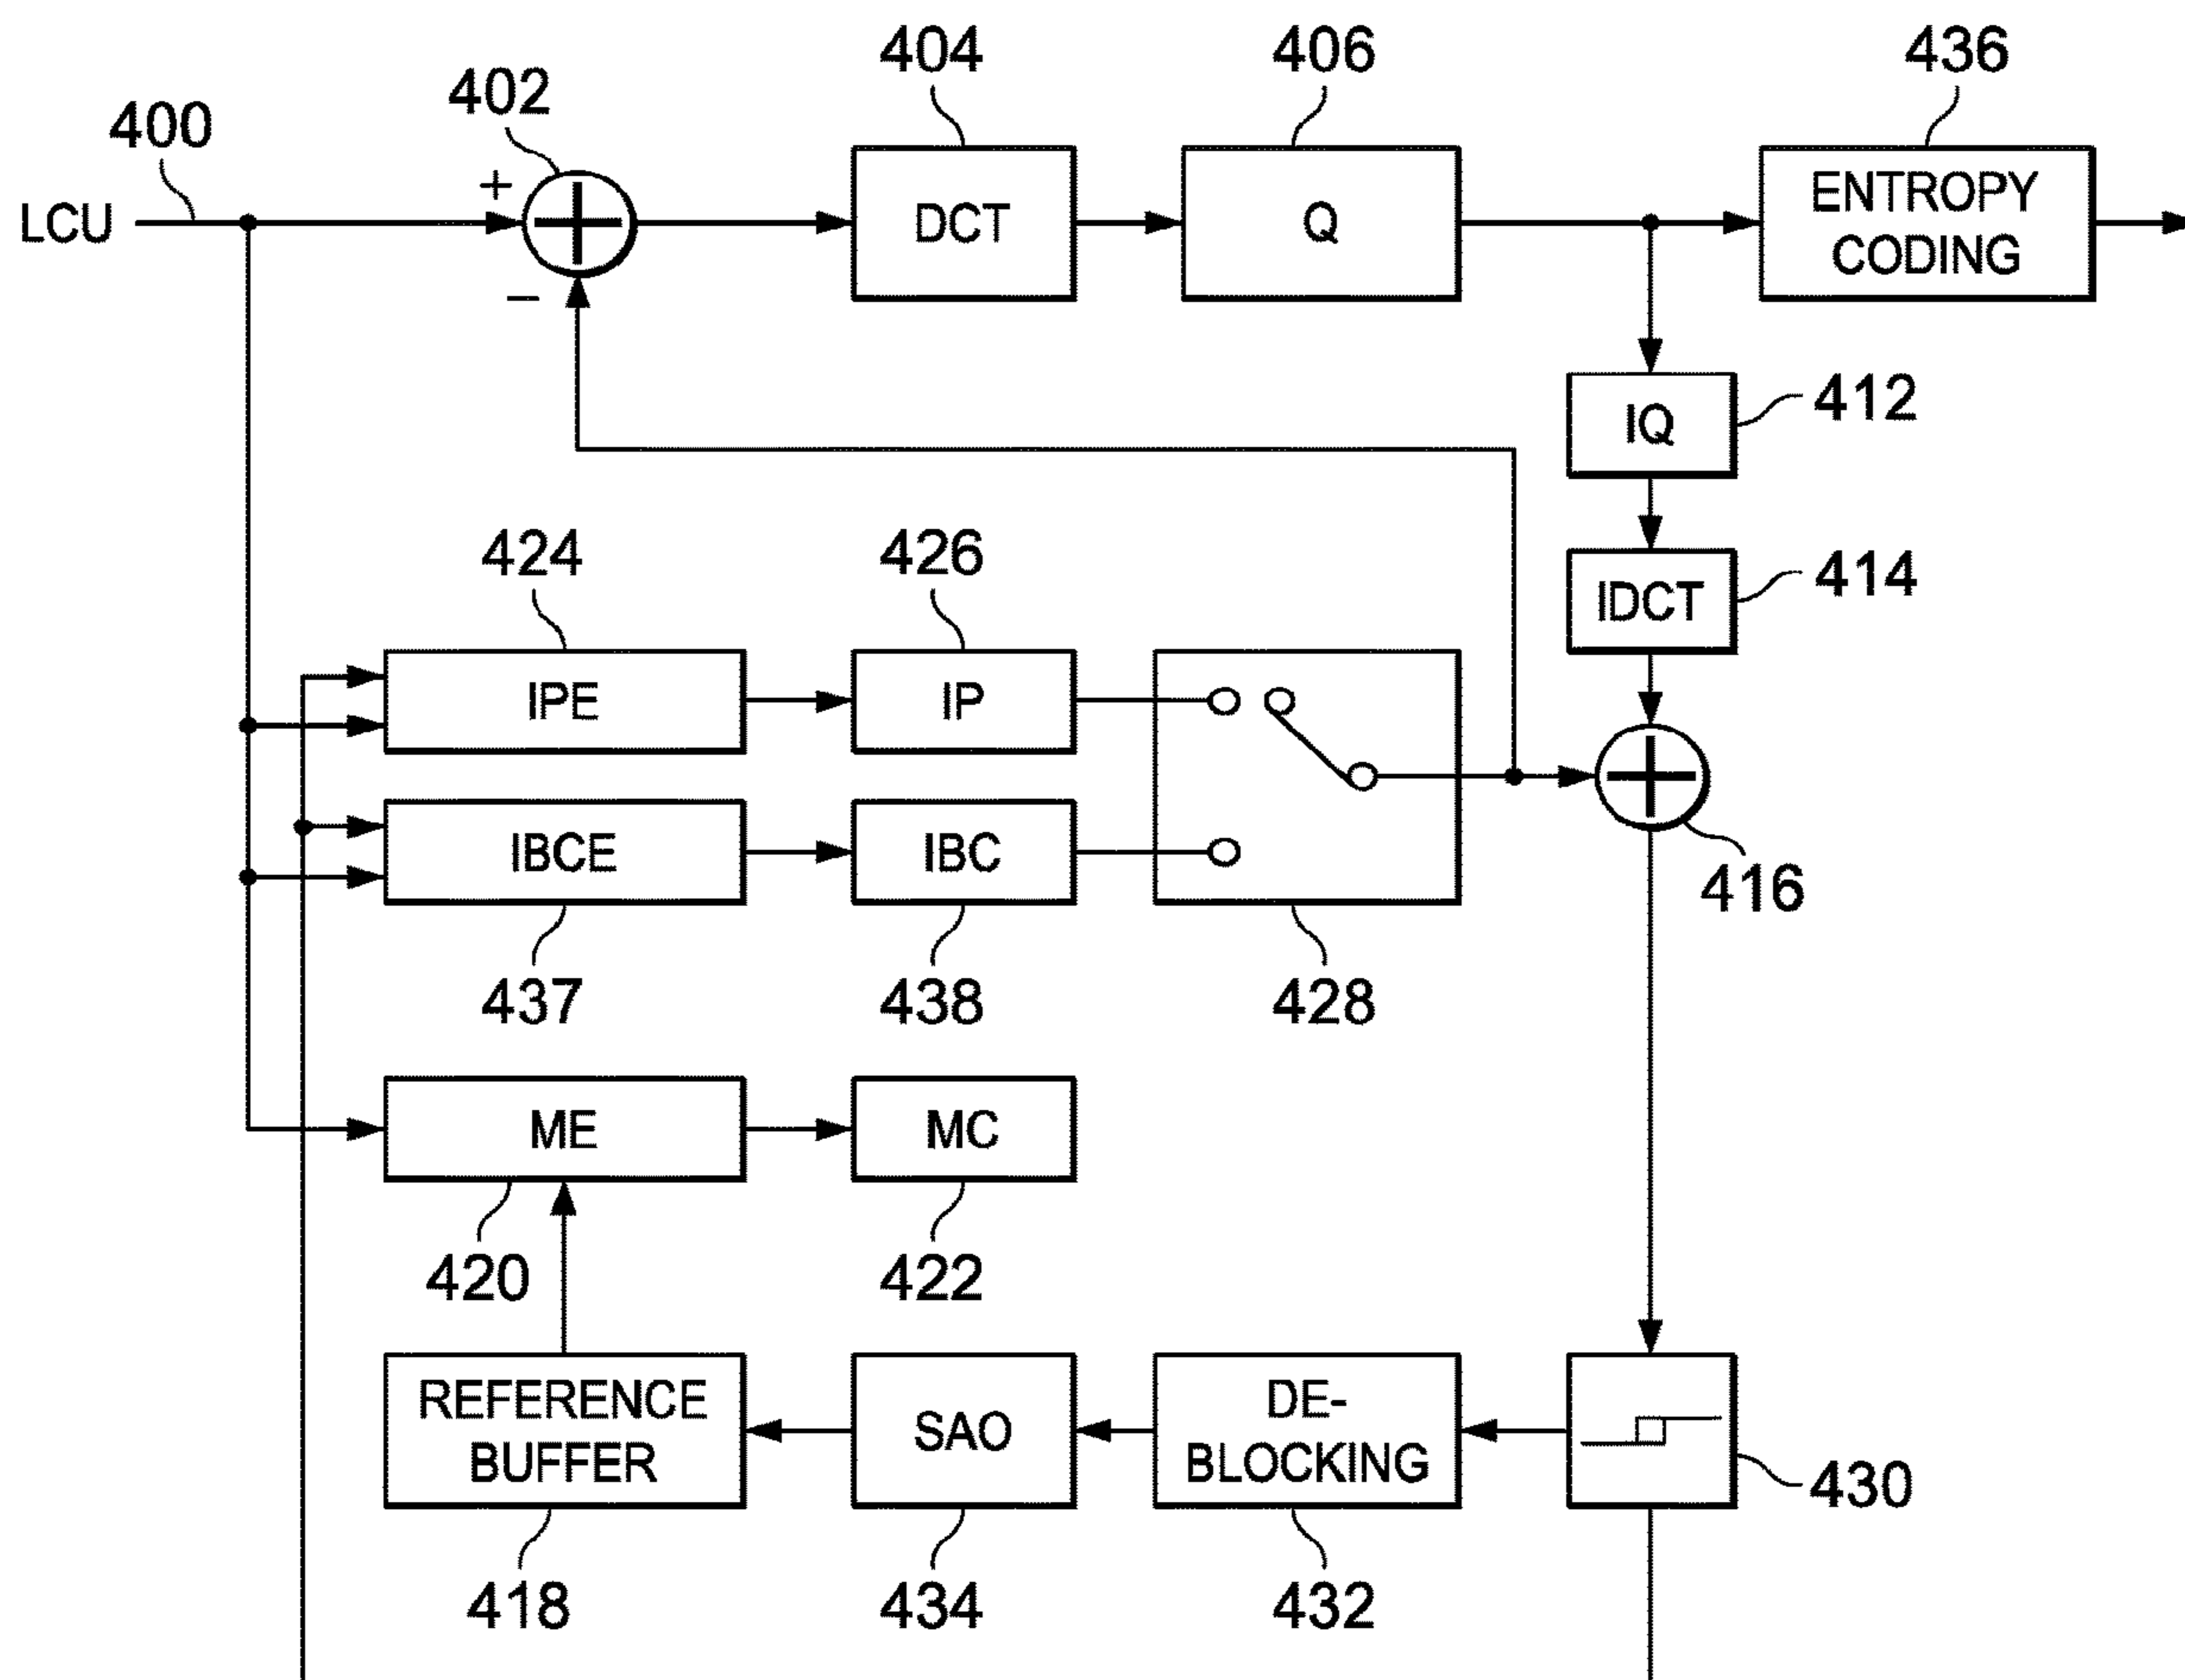 404
406
436
402
400
LCU
+
DCT
Q
ENTROPY
CODING
−
IQ
412
424
426
IDCT
414
IPE
IP
IBCE
IBC
416
437
438
428
ME
MC
420
422
REFERENCE
BUFFER
SAO
DE-
BLOCKING
430
418
434
432